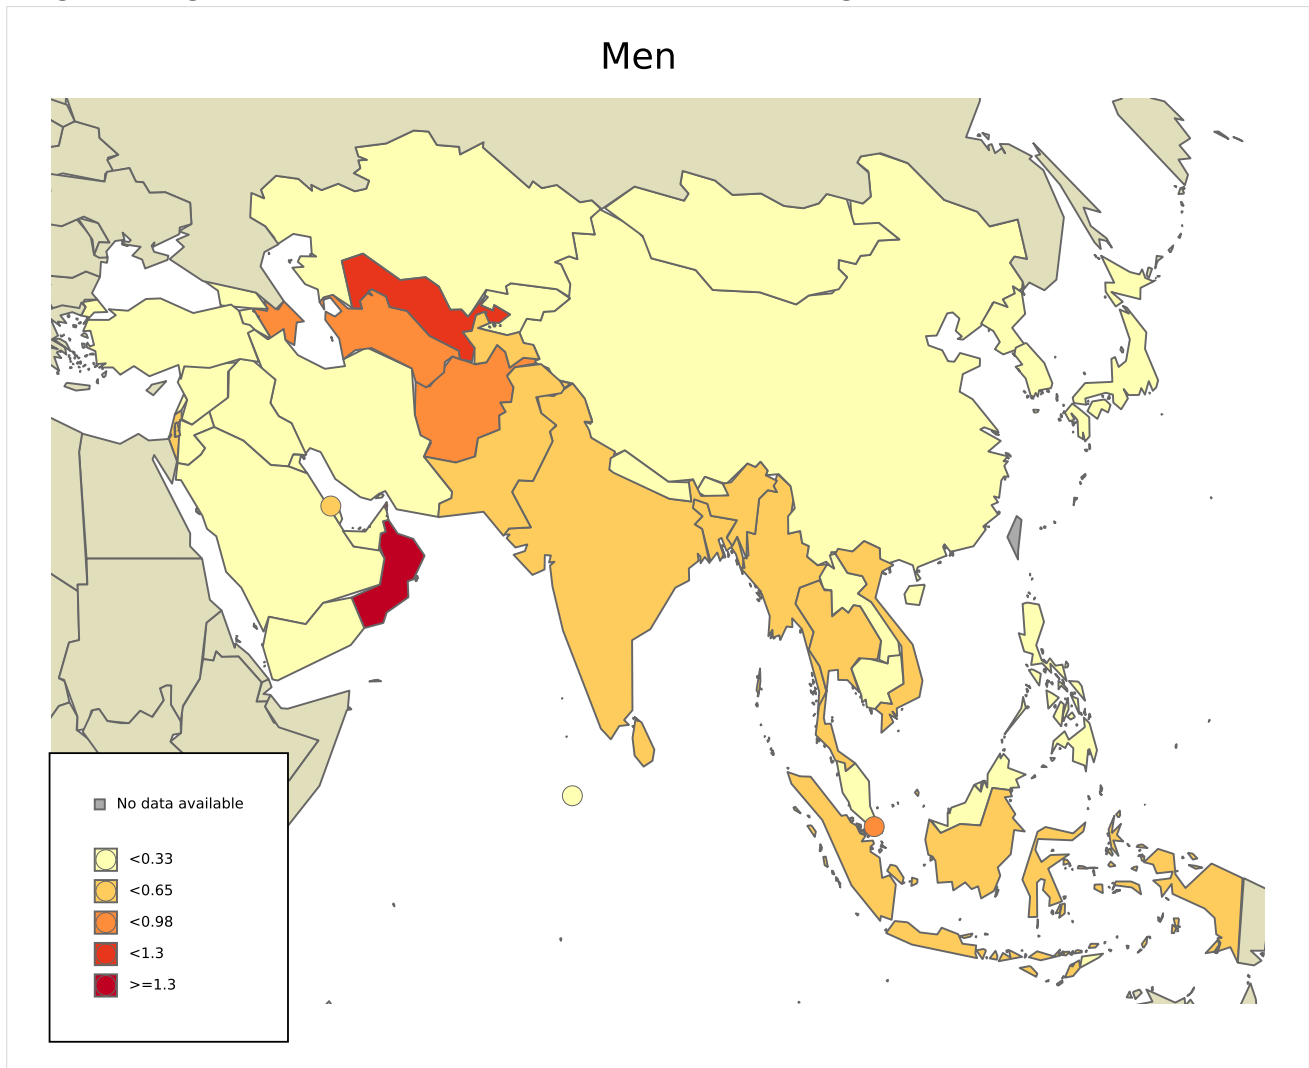 Men
No data available
<0.33
<0.65
<0.98
<1.3
>=1.3